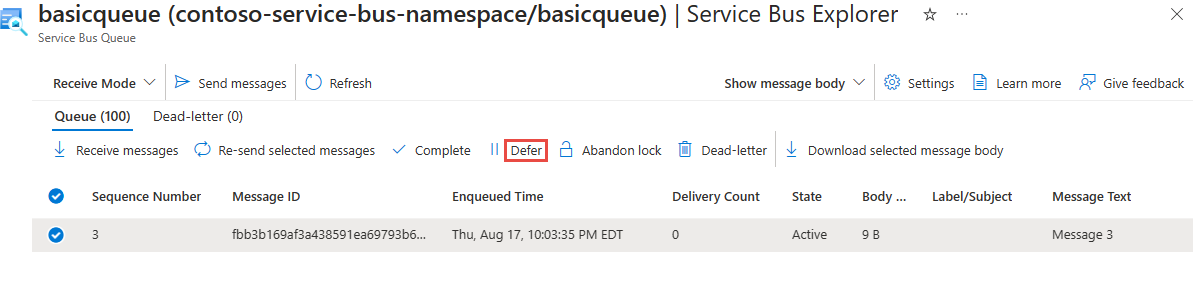 basicqueue (contoso-service-bus-namespace/basicqueue) | Service Bus Explorer
Service Bus Queue
Receive Mode Send messages Refresh Show message body Settings Learn more Give feedback
Queue (100) Dead-letter (0)
Receive messages Re-send selected messages Complete Defer Abandon lock Dead-letter Download selected message body
Sequence Number Message ID Enqueued Time Delivery Count State Body ... Label/Subject Message Text
3 fbb3b169af3a438591ea69793b6... Thu, Aug 17, 10:03:35 PM EDT 0 Active 9 B Message 3